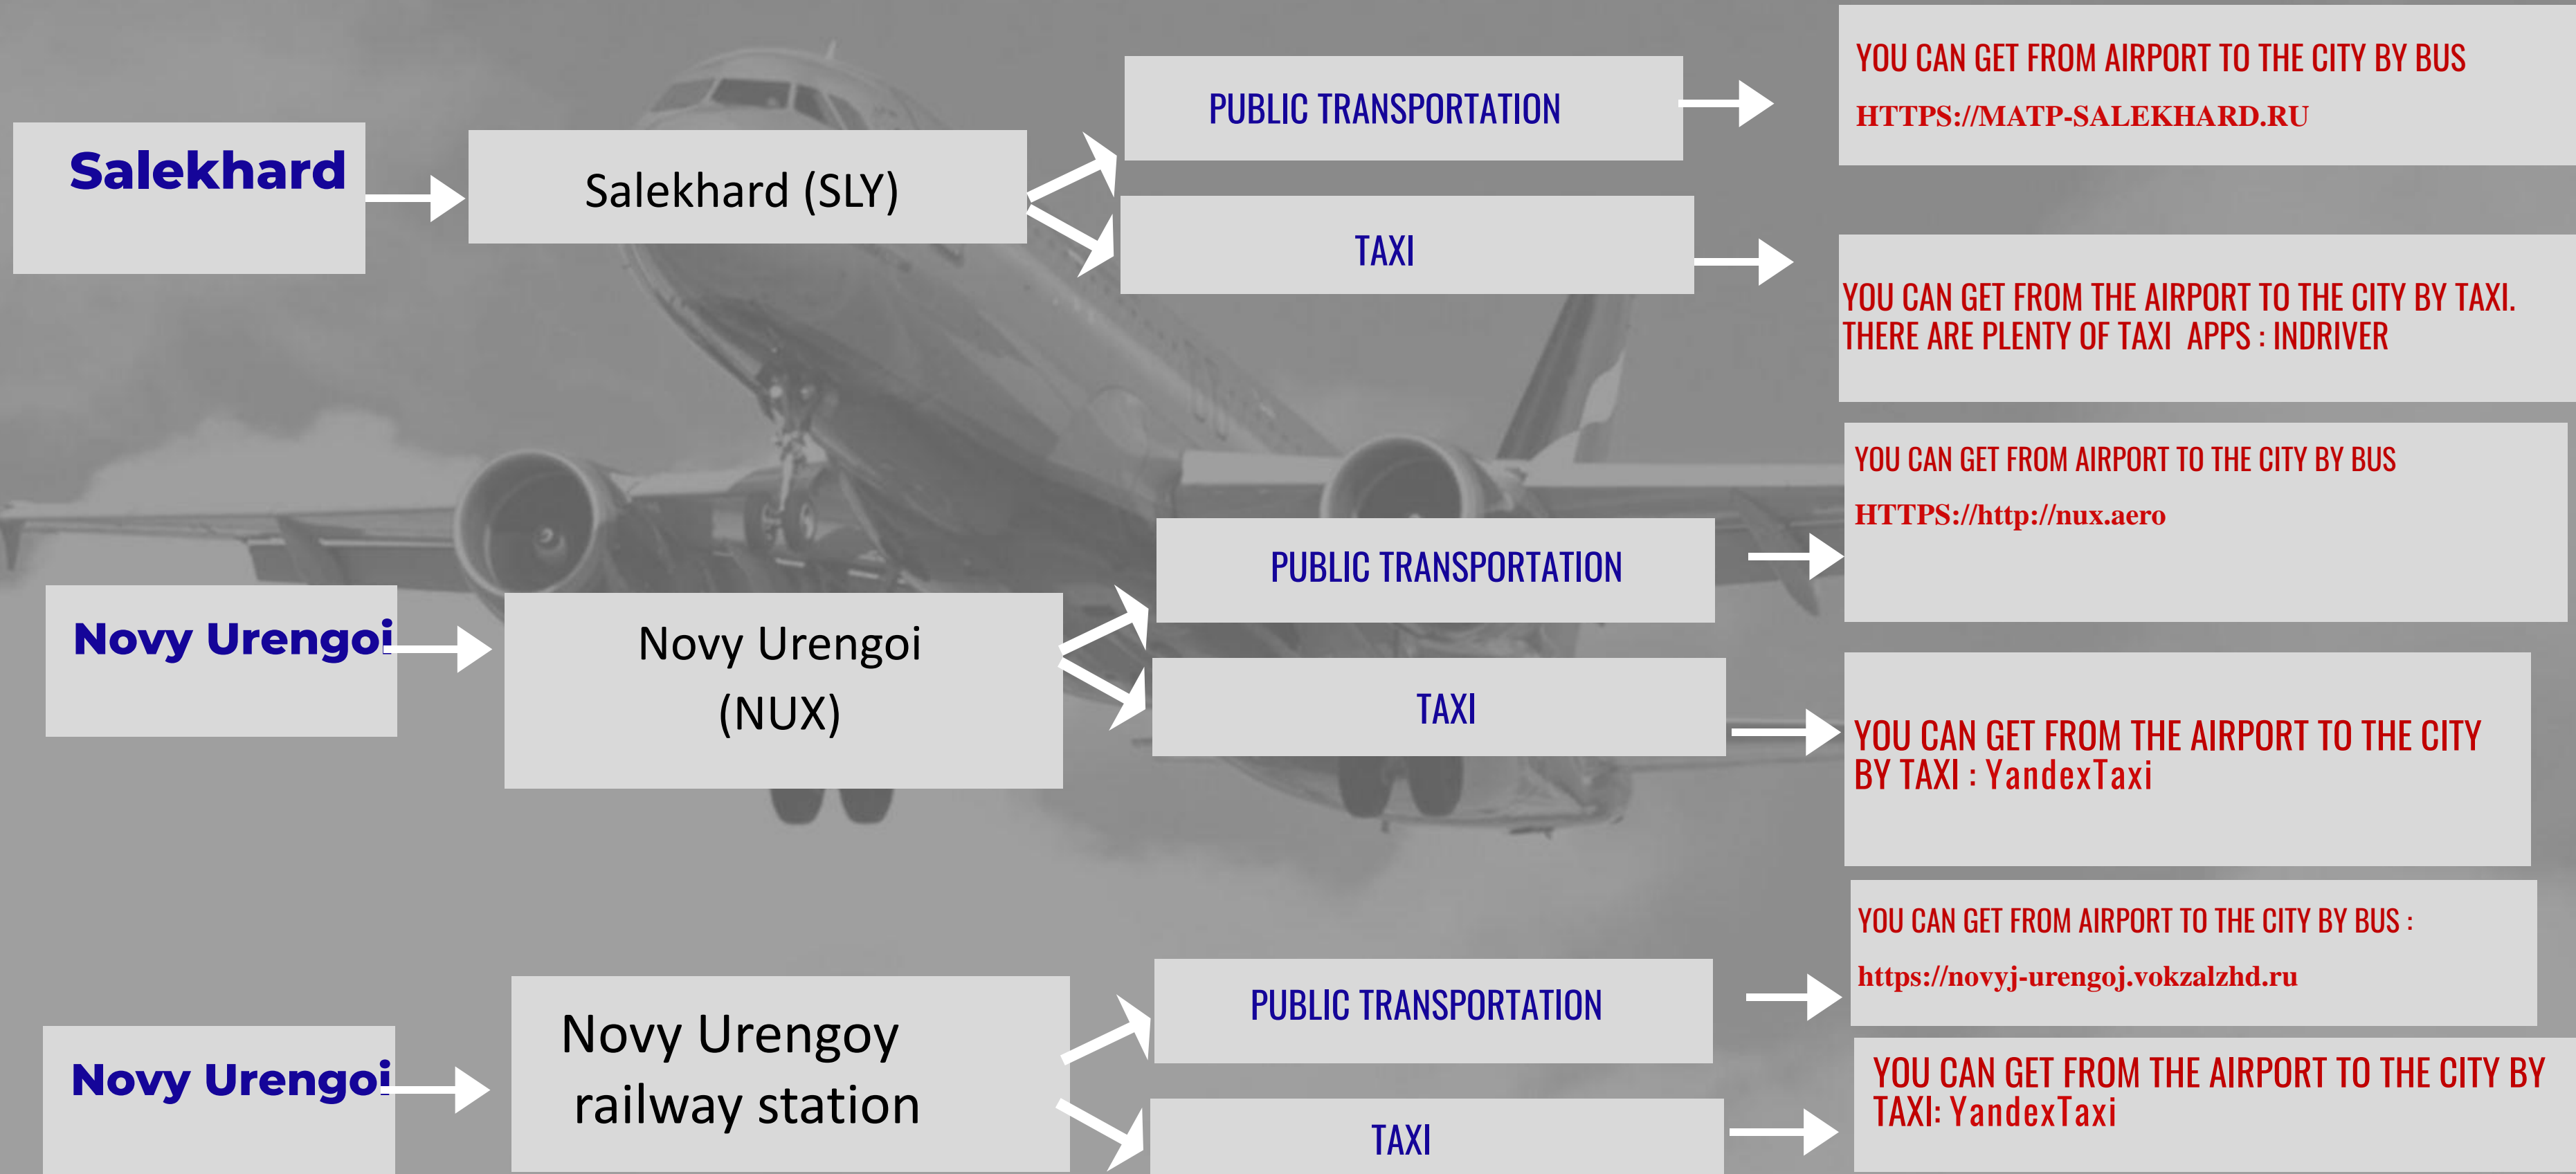 Salekhard
Salekhard (SLY)
PUBLIC TRANSPORTATION
YOU CAN GET FROM AIRPORT TO THE CITY BY BUS
HTTPS://MATP-SALEKHARD.RU
TAXI
YOU CAN GET FROM THE AIRPORT TO THE CITY BY TAXI.
THERE ARE PLENTY OF TAXI APPS : INDRIVER
Novy Urengoi
Novy Urengoi
(NUX)
PUBLIC TRANSPORTATION
YOU CAN GET FROM AIRPORT TO THE CITY BY BUS
HTTPS://http://nux.aero
TAXI
YOU CAN GET FROM THE AIRPORT TO THE CITY
BY TAXI : YandexTaxi
Novy Urengoi
Novy Urengoy
railway station
PUBLIC TRANSPORTATION
YOU CAN GET FROM AIRPORT TO THE CITY BY BUS :
https://novyj-urengoj.vokzalzhd.ru
TAXI
YOU CAN GET FROM THE AIRPORT TO THE CITY BY
TAXI: YandexTaxi